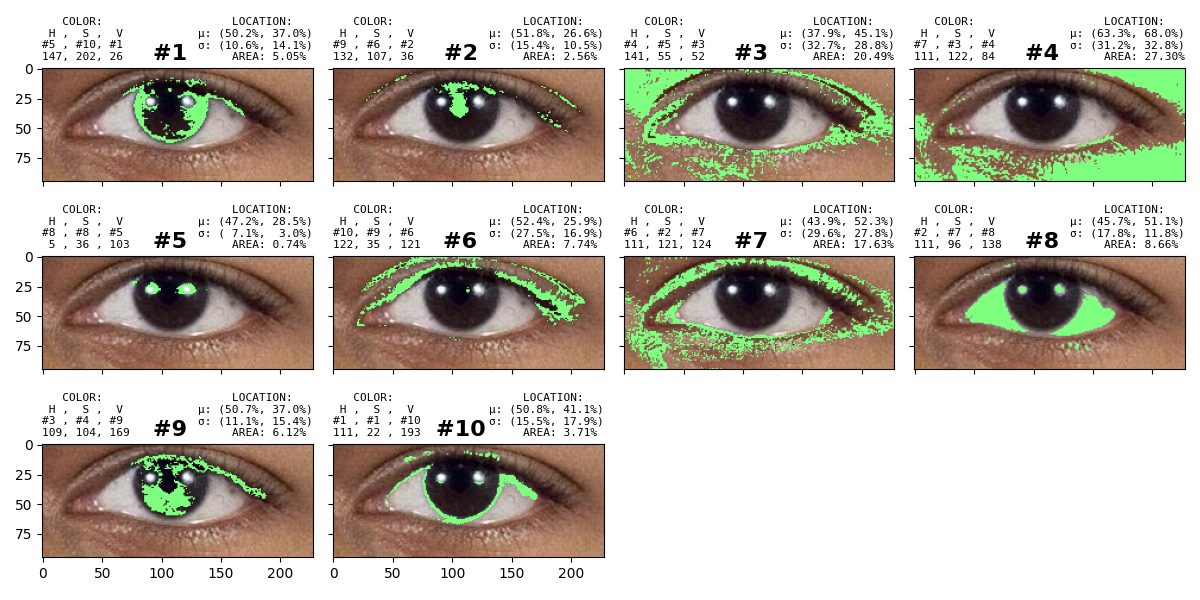 COLOR: LOCATION:
H , S , V μ: (50.2%, 37.0%)
#5 , #10, #1 #1 σ: (10.6%, 14.1%)
147, 202, 26 AREA: 5.05%
COLOR: LOCATION:
H , S , V μ: (51.8%, 26.6%)
#9 , #6 , #2 #2 σ: (15.4%, 10.5%)
132, 107, 36 AREA: 2.56%
COLOR: LOCATION:
H , S , V μ: (37.9%, 45.1%)
#4 , #5 , #3 #3 σ: (32.7%, 28.8%)
141, 55 , 52 AREA: 20.49%
COLOR: LOCATION:
H , S , V μ: (63.3%, 68.0%)
#7 , #3 , #4 #4 σ: (31.2%, 32.8%)
111, 122, 84 AREA: 27.30%
0
25
50
75
COLOR: LOCATION:
H , S , V μ: (47.2%, 28.5%)
#8 , #8 , #5 #5 σ: ( 7.1%, 3.0%)
5 , 36 , 103 AREA: 0.74%
COLOR: LOCATION:
H , S , V μ: (52.4%, 25.9%)
#10, #9 , #6 #6 σ: (27.5%, 16.9%)
122, 35 , 121 AREA: 7.74%
COLOR: LOCATION:
H , S , V μ: (43.9%, 52.3%)
#6 , #2 , #7 #7 σ: (29.6%, 27.8%)
111, 121, 124 AREA: 17.63%
COLOR: LOCATION:
H , S , V μ: (45.7%, 51.1%)
#2 , #7 , #8 #8 σ: (17.8%, 11.8%)
111, 96 , 138 AREA: 8.66%
0
25
50
75
COLOR: LOCATION:
H , S , V μ: (50.7%, 37.0%)
#3 , #4 , #9 #9 σ: (11.1%, 15.4%)
109, 104, 169 AREA: 6.12%
COLOR: LOCATION:
H , S , V μ: (50.8%, 41.1%)
#1 , #1 , #10 #10 σ: (15.5%, 17.9%)
111, 22 , 193 AREA: 3.71%
0
25
50
75
0 50 100 150 200
0 50 100 150 200